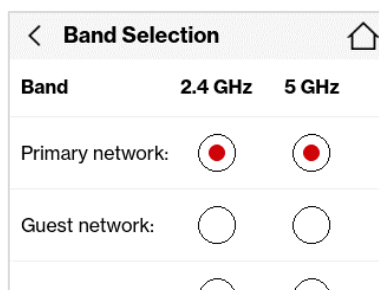 Band Selection
Band 2.4 GHz 5 GHz
Primary network:
Guest network: